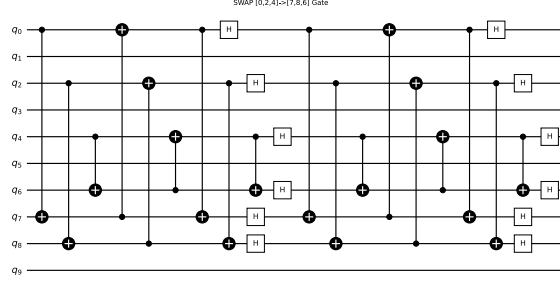 SWAP [0,2,4]->[7,8,6] Gate
q0 H H
q1
q2 H H
q3
q4 H H
q5
q6 H H
q7 H H
q8 H H
q9